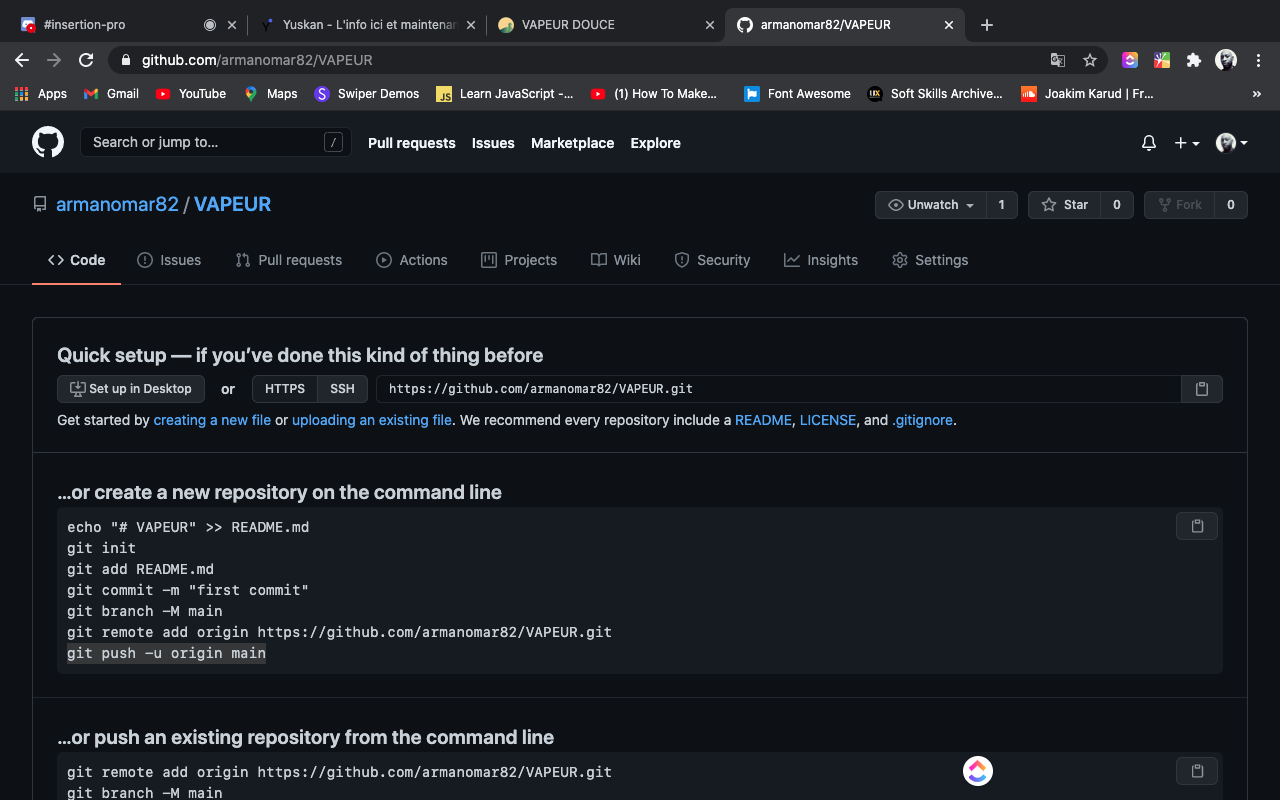 #insertion-pro
Yuskan - L'info ici et maintenan
VAPEUR DOUCE
armanomar82/VAPEUR
github.com/armanomar82/VAPEUR
Apps Gmail YouTube Maps Swiper Demos Learn JavaScript -... (1) How To Make... Font Awesome Soft Skills Archive... Joakim Karud | Fr... »
Search or jump to... / Pull requests Issues Marketplace Explore
armanomar82 / VAPEUR Unwatch 1 Star 0 Fork 0
Code Issues Pull requests Actions Projects Wiki Security Insights Settings
Quick setup — if you've done this kind of thing before
Set up in Desktop or HTTPS SSH https://github.com/armanomar82/VAPEUR.git
Get started by creating a new file or uploading an existing file. We recommend every repository include a README, LICENSE, and .gitignore.
…or create a new repository on the command line
echo "# VAPEUR" >> README.md
git init
git add README.md
git commit -m "first commit"
git branch -M main
git remote add origin https://github.com/armanomar82/VAPEUR.git
git push -u origin main
…or push an existing repository from the command line
git remote add origin https://github.com/armanomar82/VAPEUR.git
git branch -M main